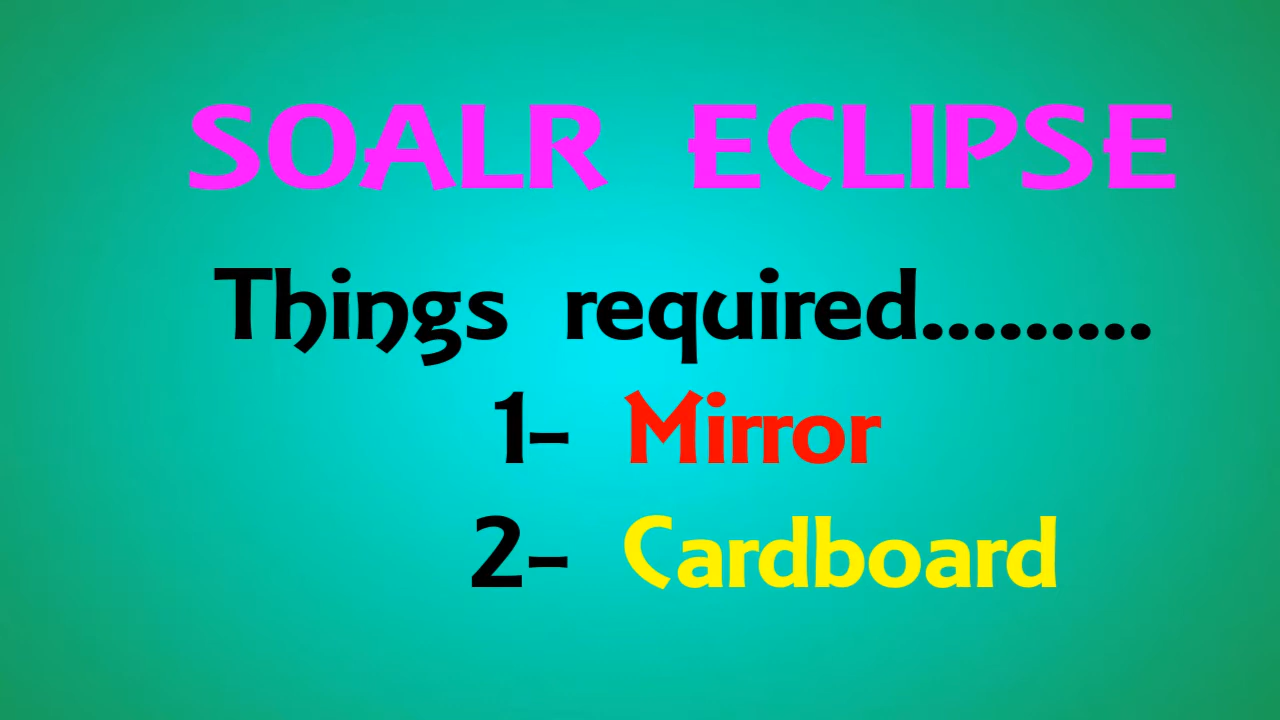 SOALR ECLIPSE
Things required.........
1- Mirror
2- Cardboard